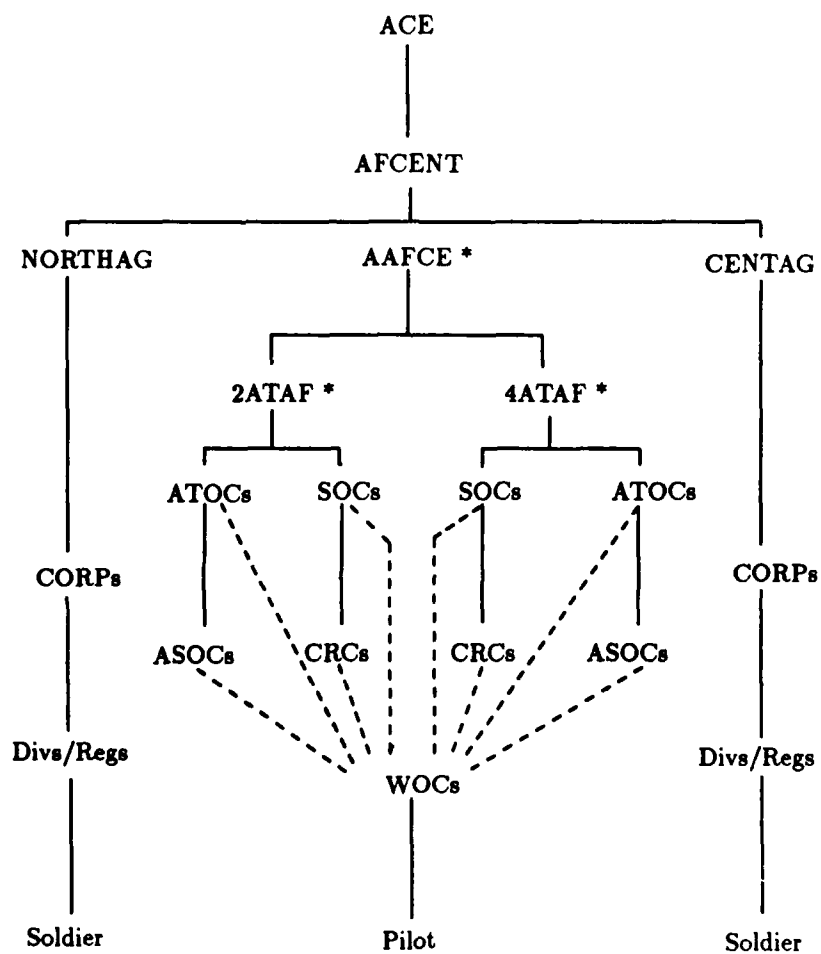 ACE
AFCENT
NORTHAG AAFCE * CENTAG
2ATAF * 4ATAF *
ATOCs SOCs SOCs ATOCs
CORPs CORPs
ASOCs CRCs CRCs ASOCs
Divs/Regs Divs/Regs
WOCs
Soldier Pilot Soldier